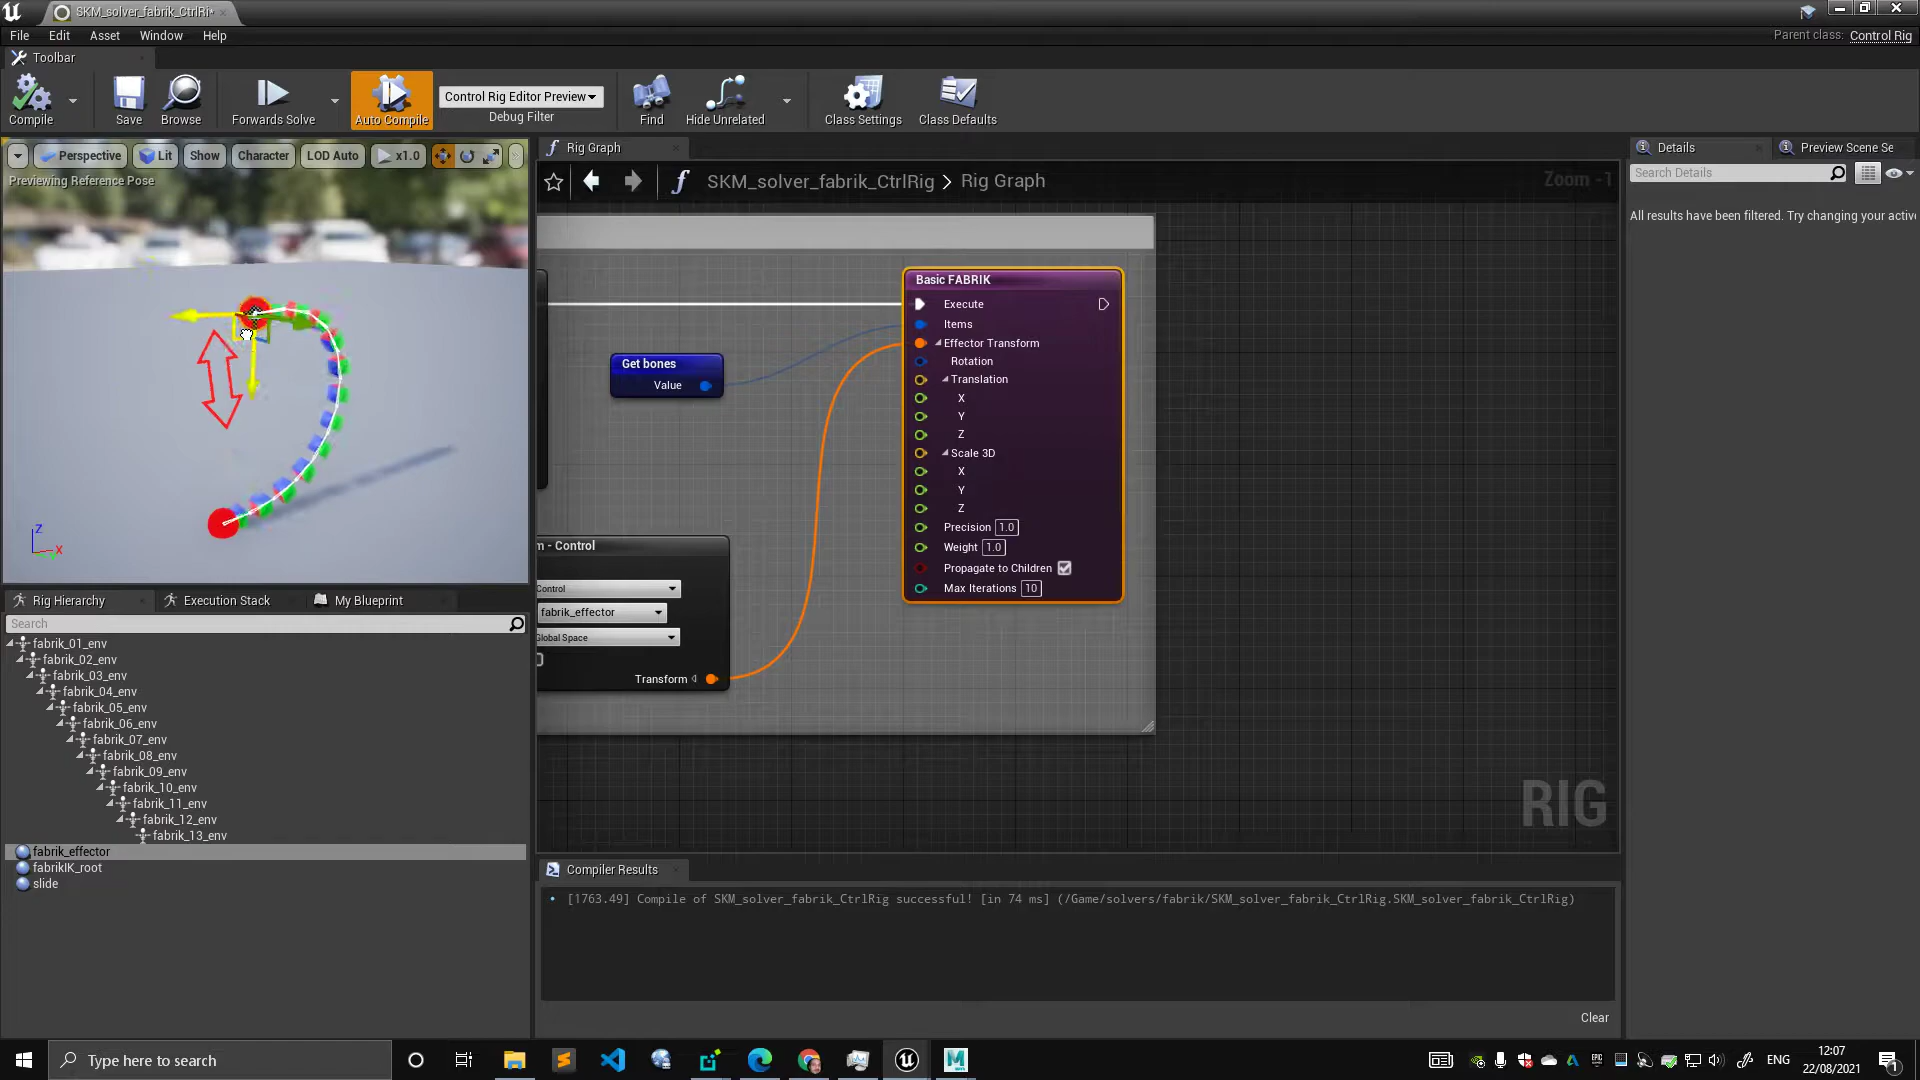 SKM_solver_fabrik_CtrlRi*
File Edit Asset Window Help
Parent class: Control Rig
Toolbar
Compile
Save
Browse
Forwards Solve
Auto Compile
Control Rig Editor Preview
Debug Filter
Find
Hide Unrelated
Class Settings
Class Defaults
Perspective Lit Show Character LOD Auto x1.0
Previewing Reference Pose
Z
X
Rig Graph
SKM_solver_fabrik_CtrlRig > Rig Graph
Zoom -1
Basic FABRIK
Execute
Items
Effector Transform
Rotation
Translation
X
Y
Z
Scale 3D
X
Y
Z
Precision 1.0
Weight 1.0
Propagate to Children
Max Iterations 10
Get bones
Value
m - Control
Control
fabrik_effector
Global Space
Transform
RIG
Details
Preview Scene Se
Search Details
All results have been filtered. Try changing your activ
Rig Hierarchy
Execution Stack
My Blueprint
Search
fabrik_01_env
fabrik_02_env
fabrik_03_env
fabrik_04_env
fabrik_05_env
fabrik_06_env
fabrik_07_env
fabrik_08_env
fabrik_09_env
fabrik_10_env
fabrik_11_env
fabrik_12_env
fabrik_13_env
fabrik_effector
fabrikIK_root
slide
Compiler Results
[1763.49] Compile of SKM_solver_fabrik_CtrlRig successful! [in 74 ms] (/Game/solvers/fabrik/SKM_solver_fabrik_CtrlRig.SKM_solver_fabrik_CtrlRig)
Clear
Type here to search
ENG
12:07
22/08/2021
1